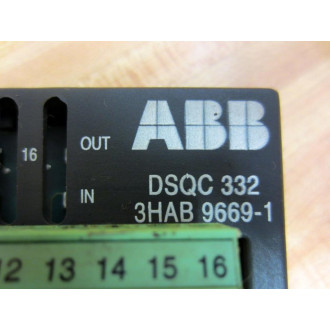 ABB
16 OUT
IN
DSQC 332
3HAB 9669-1
12 13 14 15 16